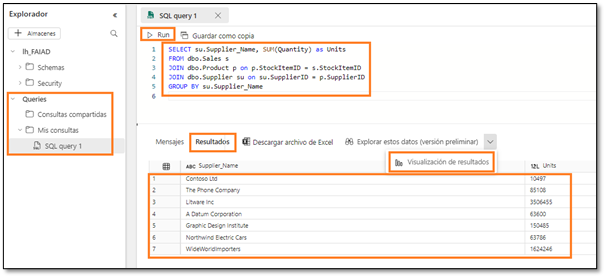 Explorador
«
+ Almacenes
lh_FAIAD
Schemas
Security
Queries
Consultas compartidas
Mis consultas
SQL query 1
SQL query 1
Run
Guardar como copia
1 SELECT su.Supplier_Name, SUM(Quantity) as Units
2 FROM dbo.Sales s
3 JOIN dbo.Product p on p.StockItemID = s.StockItemID
4 JOIN dbo.Supplier su on su.SupplierID = p.SupplierID
5 GROUP BY su.Supplier_Name
6
Mensajes Resultados Descargar archivo de Excel Explorar estos datos (versión preliminar)
Visualización de resultados
ABC Supplier_Name 12L Units
1 Contoso Ltd 10497
2 The Phone Company 85108
3 Litware Inc 3506455
4 A Datum Corporation 63600
5 Graphic Design Institute 150485
6 Northwind Electric Cars 63786
7 WideWorldImporters 1624246